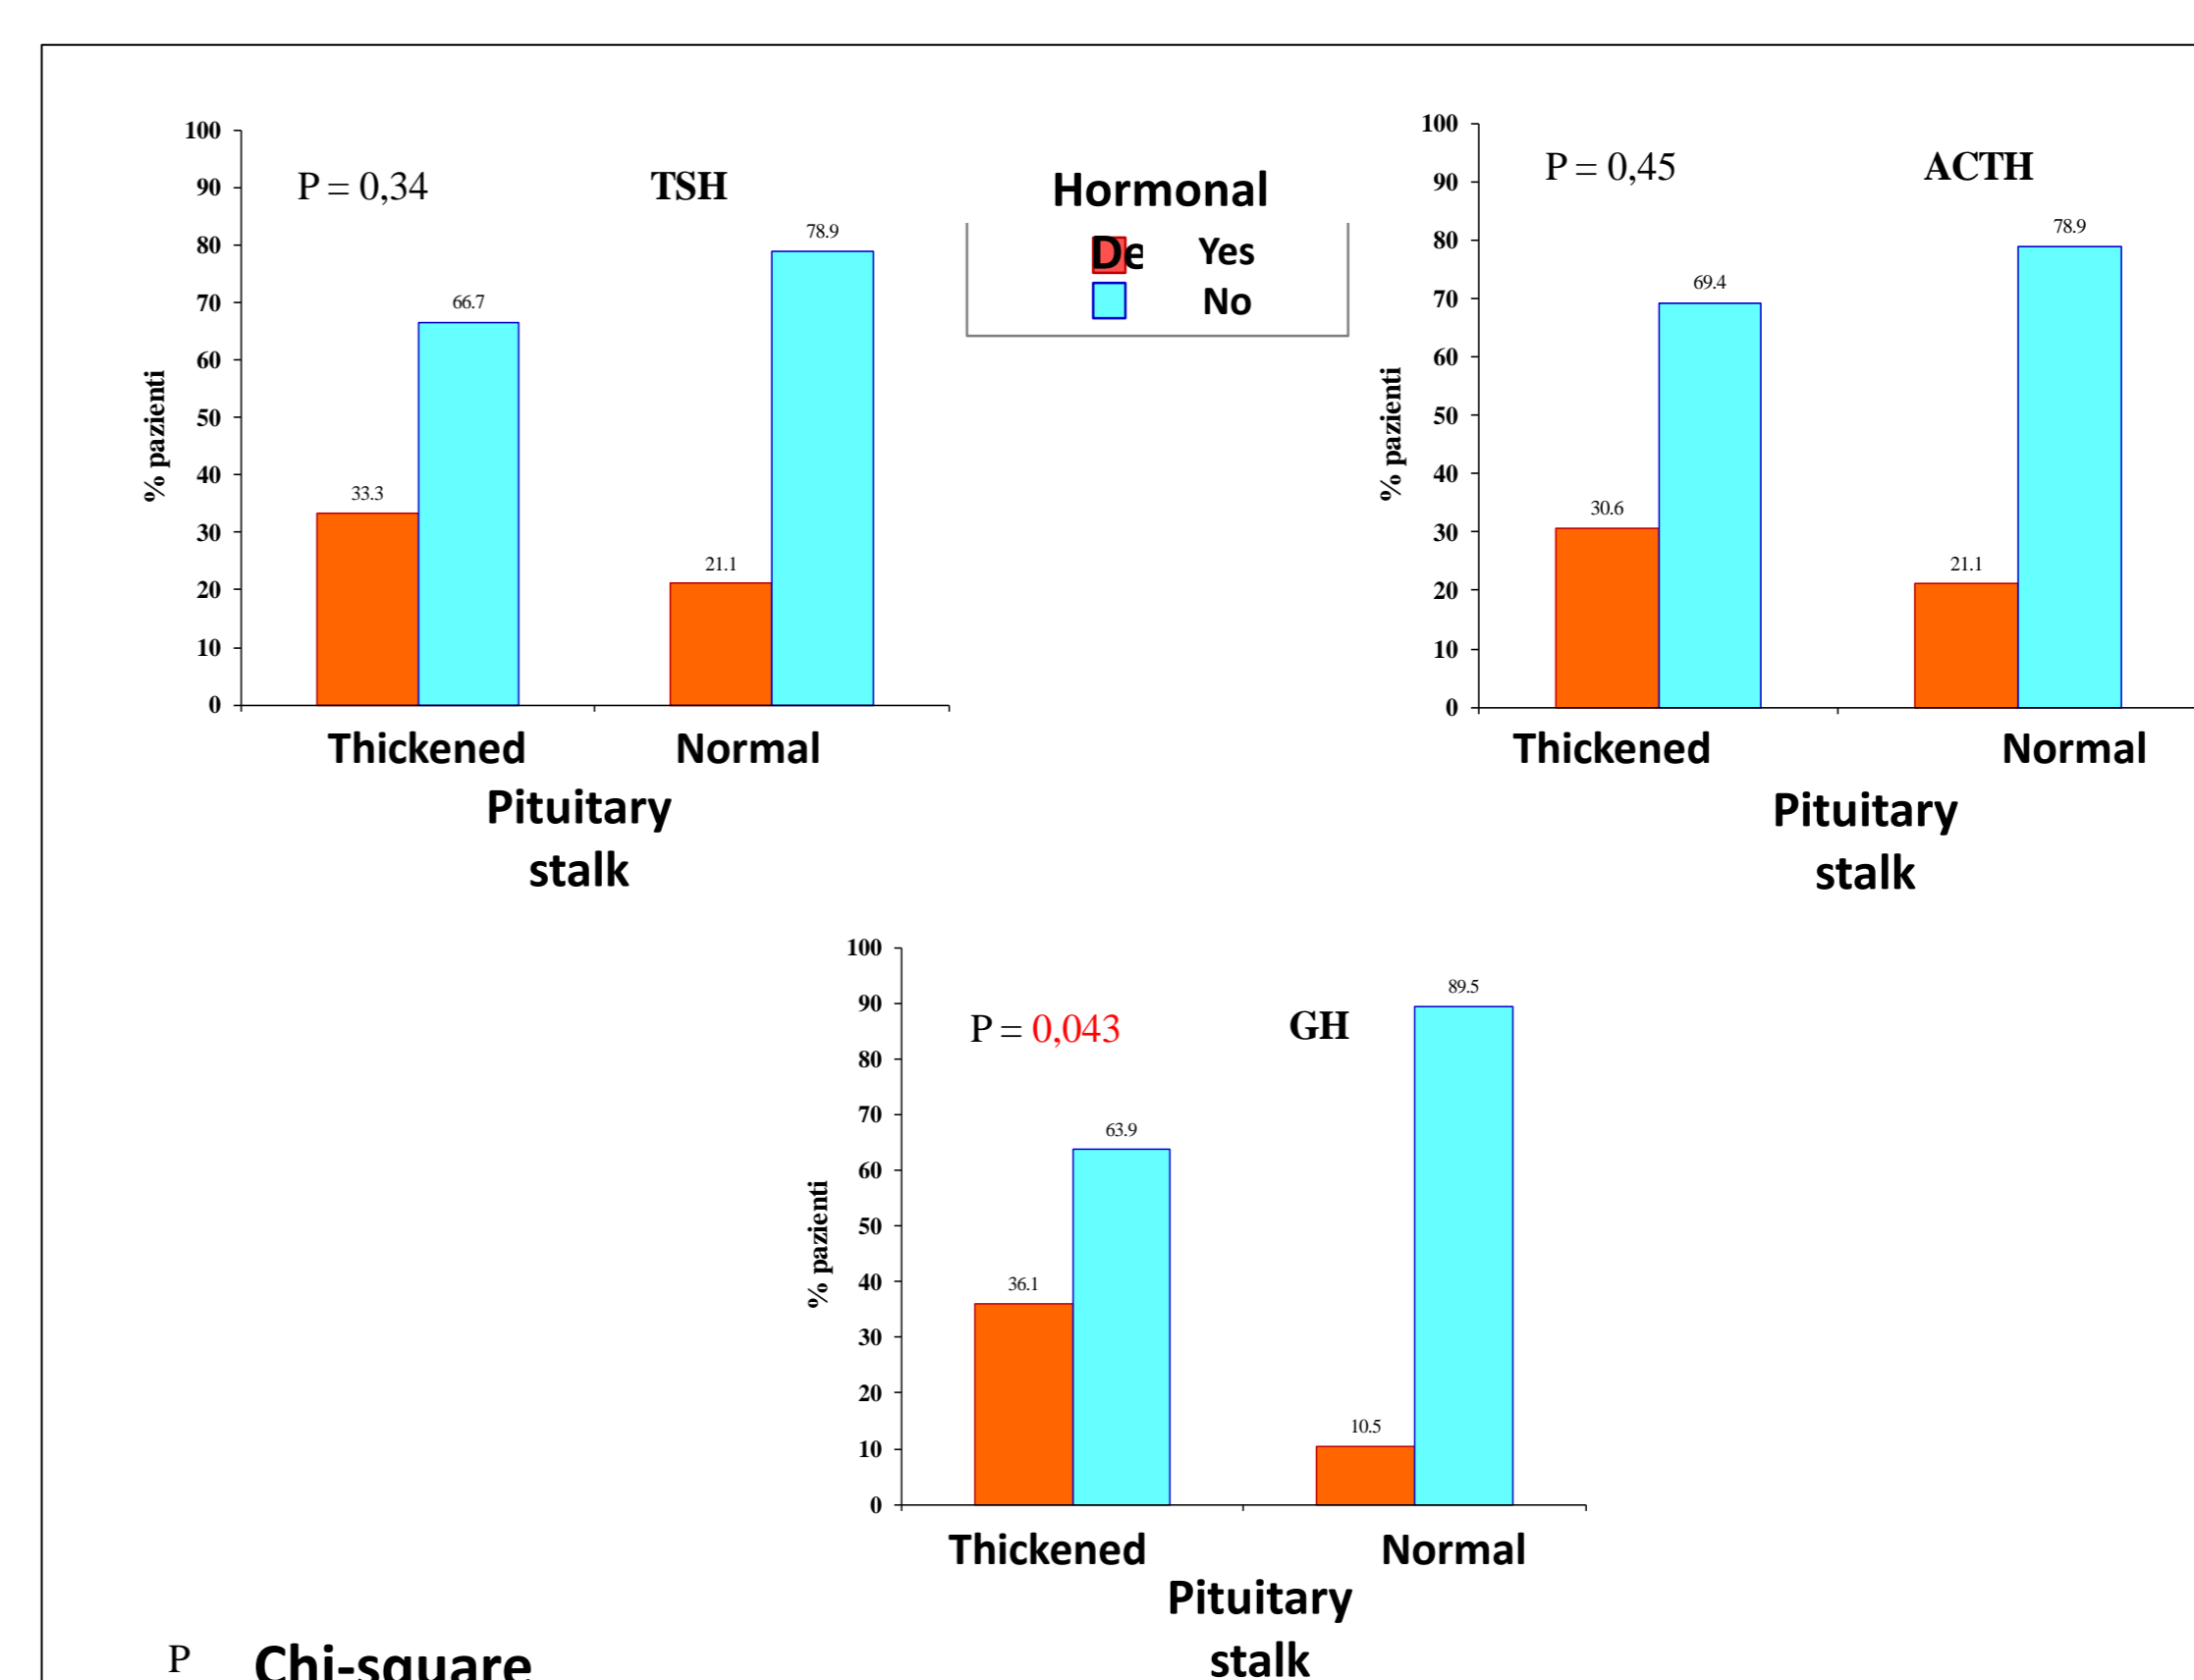 100
90
80
70
60
50
40
30
20
10
0
% pazienti
P = 0,34
TSH
33.3
66.7
21.1
78.9
Thickened
Normal
Pituitary
stalk
Hormonal
De
Yes
No
100
90
80
70
60
50
40
30
20
10
0
% pazienti
P = 0,45
ACTH
30.6
69.4
21.1
78.9
Thickened
Normal
Pituitary
stalk
100
90
80
70
60
50
40
30
20
10
0
% pazienti
P = 0,043
GH
36.1
63.9
10.5
89.5
Thickened
Normal
Pituitary
stalk
P
Chi-square